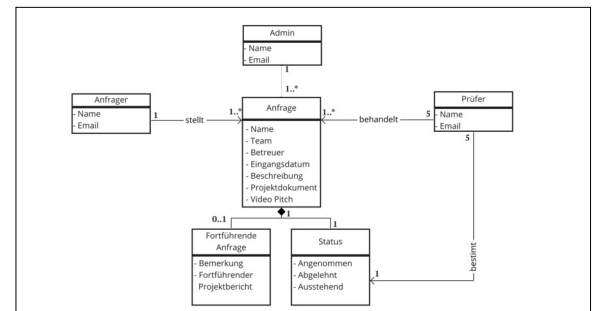 Admin
- Name
- Email
1
1..*
Anfrager
- Name
- Email
1
stellt
1..*
Anfrage
- Name
- Team
- Betreuer
- Eingangsdatum
- Beschreibung
- Projektdokument
- Video Pitch
1..*
behandelt
5
Prüfer
- Name
- Email
5
bestimt
1
1
0..1
Fortführende
Anfrage
- Bemerkung
- Fortführender
Projektbericht
1
Status
- Angenommen
- Abgelehnt
- Ausstehend